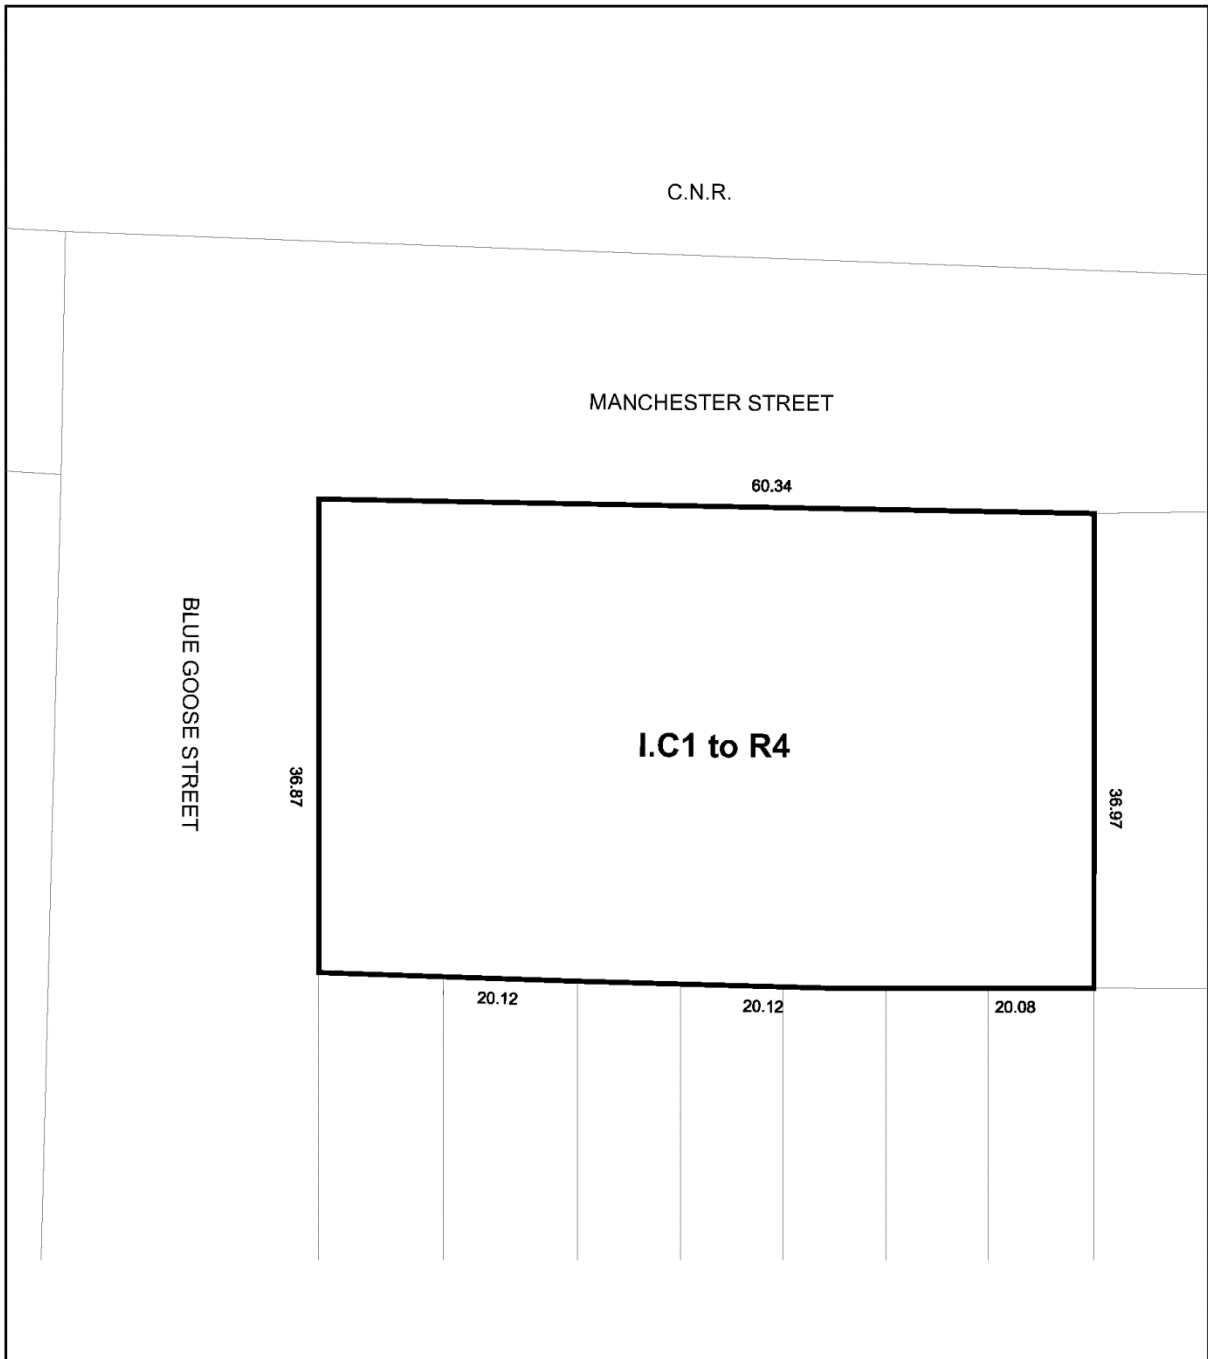 C.N.R.
MANCHESTER STREET
60.34
BLUE GOOSE STREET
I.C1 to R4
36.87
36.97
20.12
20.12
20.08